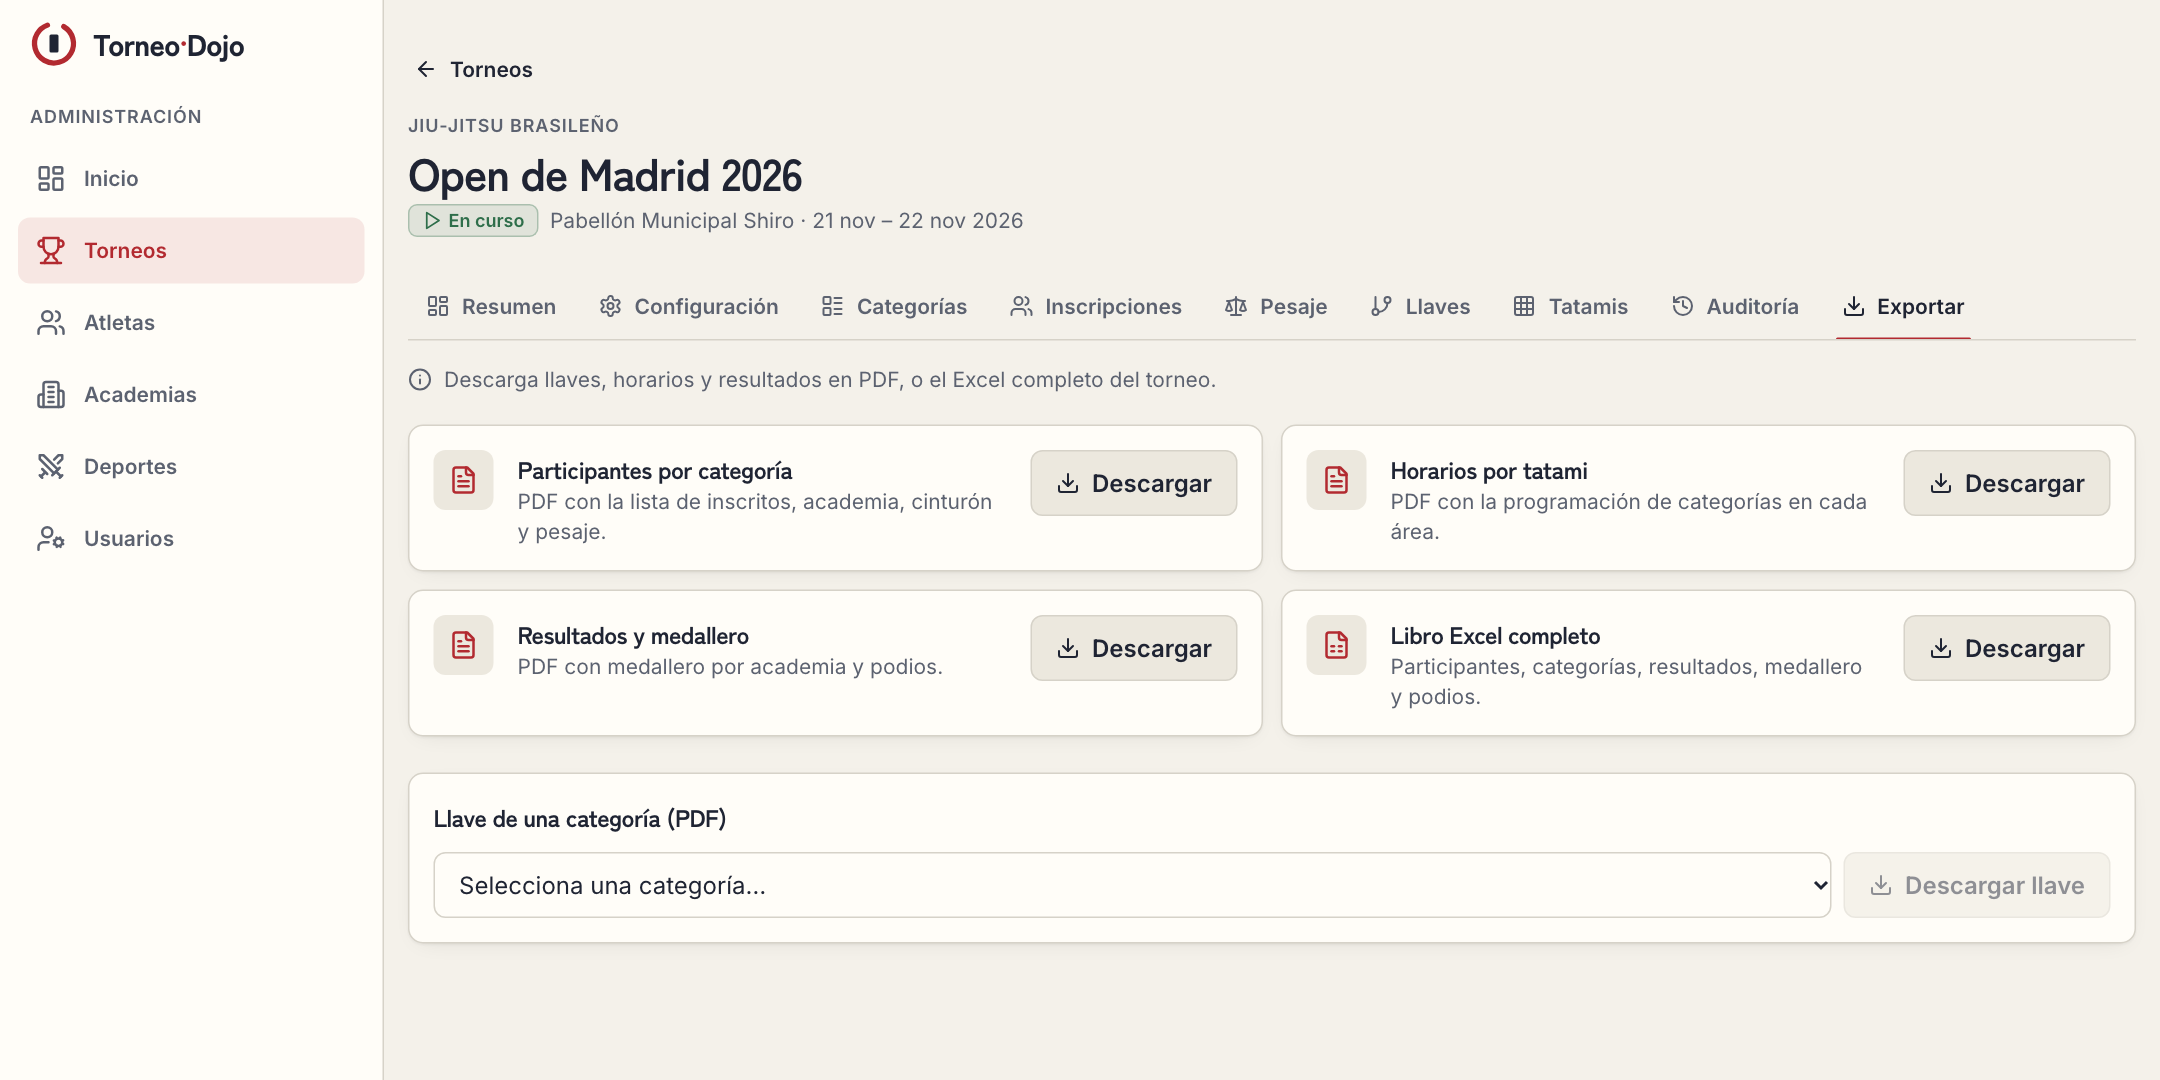 Torneo·Dojo
ADMINISTRACIÓN
Inicio
Torneos
Atletas
Academias
Deportes
Usuarios
Torneos
JIU-JITSU BRASILEÑO
Open de Madrid 2026
En curso
Pabellón Municipal Shiro · 21 nov – 22 nov 2026
Resumen
Configuración
Categorías
Inscripciones
Pesaje
Llaves
Tatamis
Auditoría
Exportar
Descarga llaves, horarios y resultados en PDF, o el Excel completo del torneo.
Participantes por categoría
PDF con la lista de inscritos, academia, cinturón
y pesaje.
Descargar
Horarios por tatami
PDF con la programación de categorías en cada
área.
Descargar
Resultados y medallero
PDF con medallero por academia y podios.
Descargar
Libro Excel completo
Participantes, categorías, resultados, medallero
y podios.
Descargar
Llave de una categoría (PDF)
Selecciona una categoría...
Descargar llave